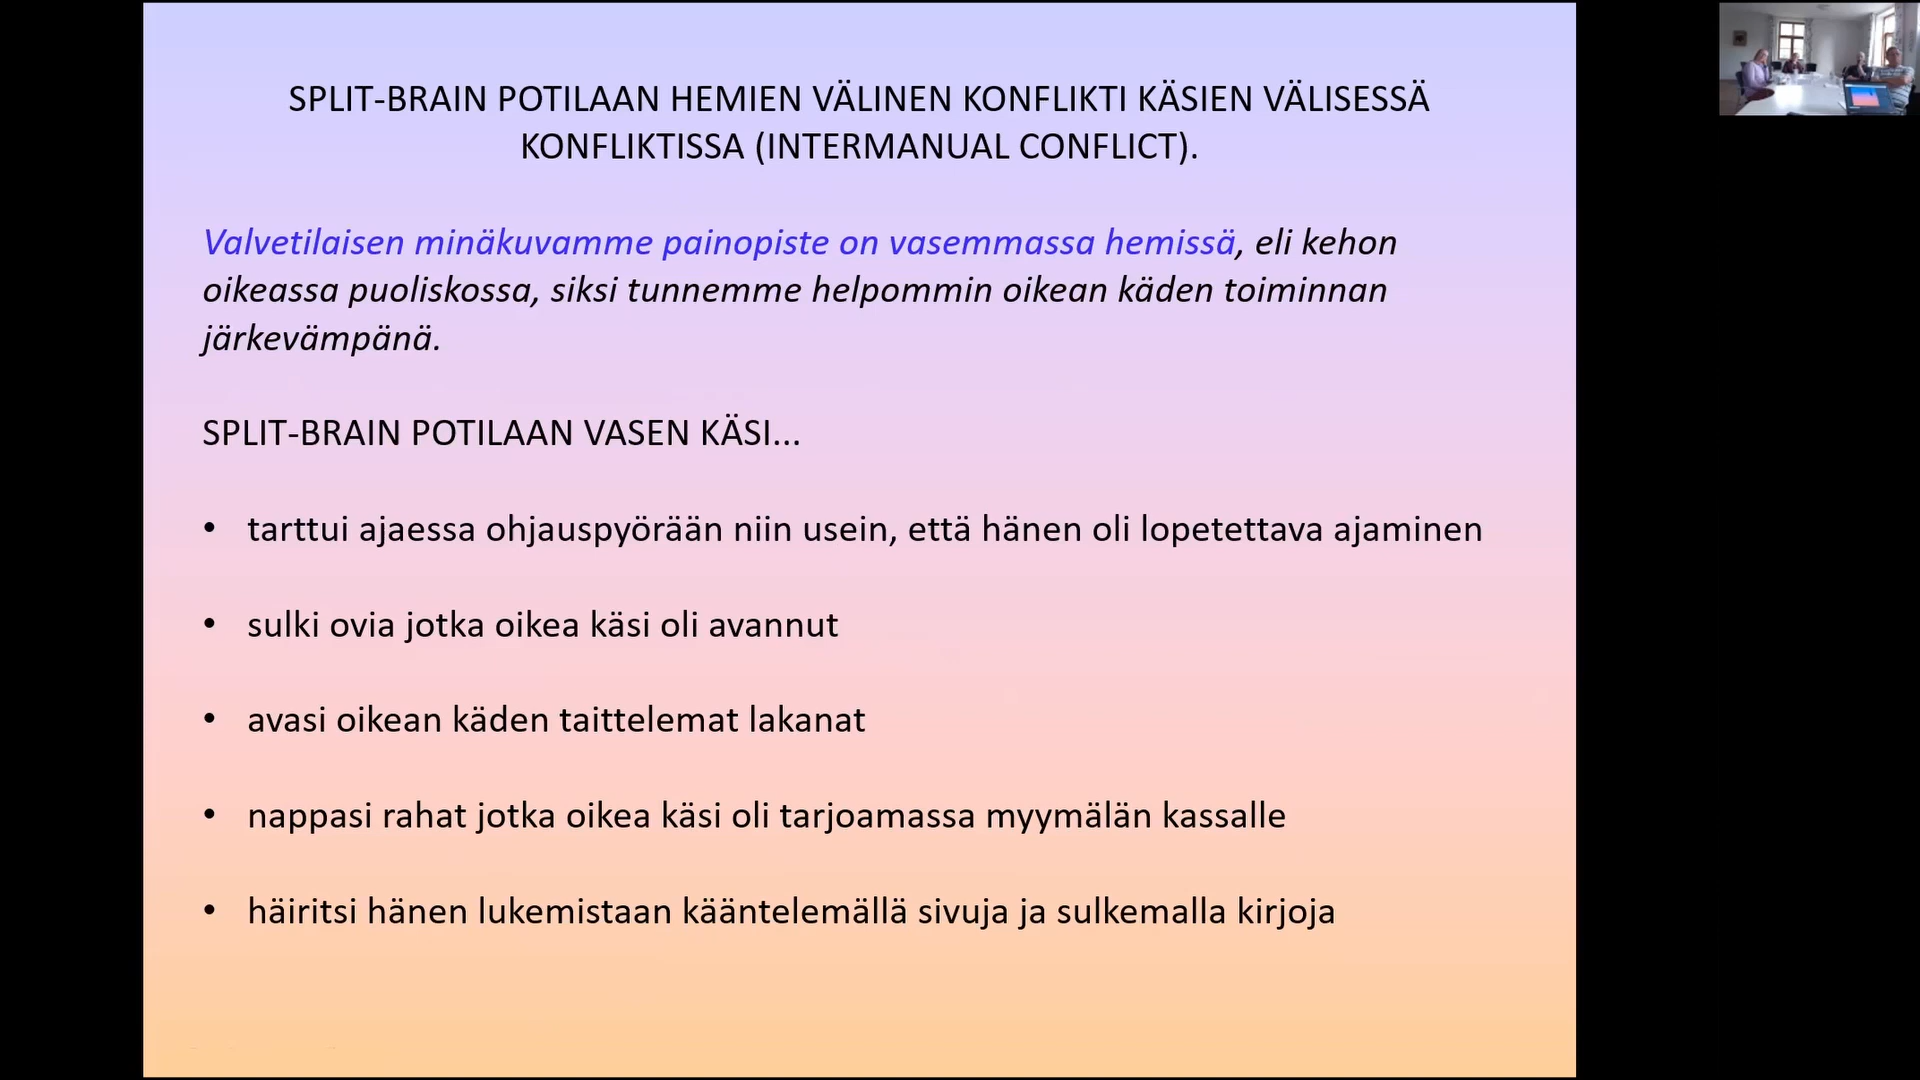 SPLIT-BRAIN POTILAAN HEMIEN VÄLINEN KONFLIKTI KÄSIEN VÄLISESSÄ
KONFLIKTISSA (INTERMANUAL CONFLICT).
Valvetilaisen minäkuvamme painopiste on vasemmassa hemissä, eli kehon
oikeassa puoliskossa, siksi tunnemme helpommin oikean käden toiminnan
järkevämpänä.
SPLIT-BRAIN POTILAAN VASEN KÄSI...
• tarttui ajaessa ohjauspyörään niin usein, että hänen oli lopetettava ajaminen
• sulki ovia jotka oikea käsi oli avannut
• avasi oikean käden taittelemat lakanat
• nappasi rahat jotka oikea käsi oli tarjoamassa myymälän kassalle
• häiritsi hänen lukemistaan kääntelemällä sivuja ja sulkemalla kirjoja